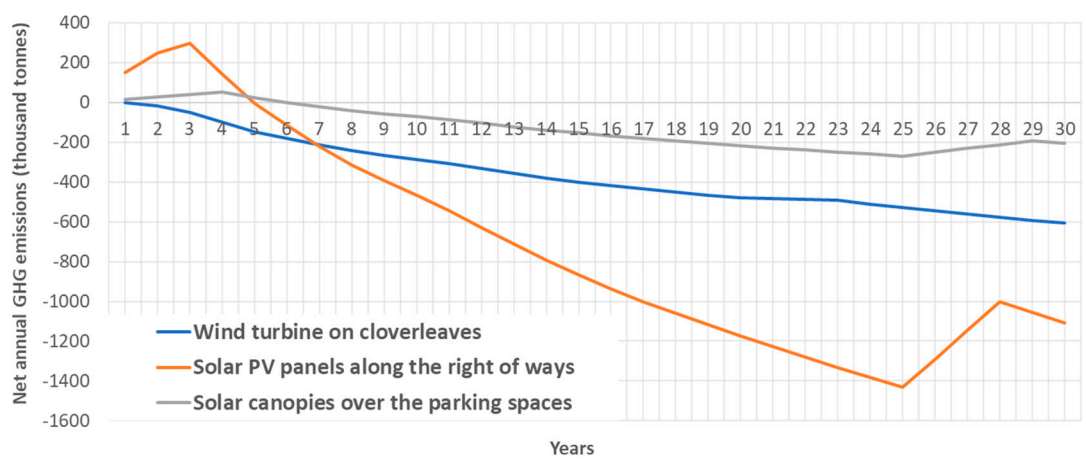 Net annual GHG emissions (thousand tonnes)
400
200
0
-200
-400
-600
-800
-1000
-1200
-1400
-1600
1 2 3 4 5 6 7 8 9 10 11 12 13 14 15 16 17 18 19 20 21 22 23 24 25 26 27 28 29 30
Wind turbine on cloverleaves
Solar PV panels along the right of ways
Solar canopies over the parking spaces
Years